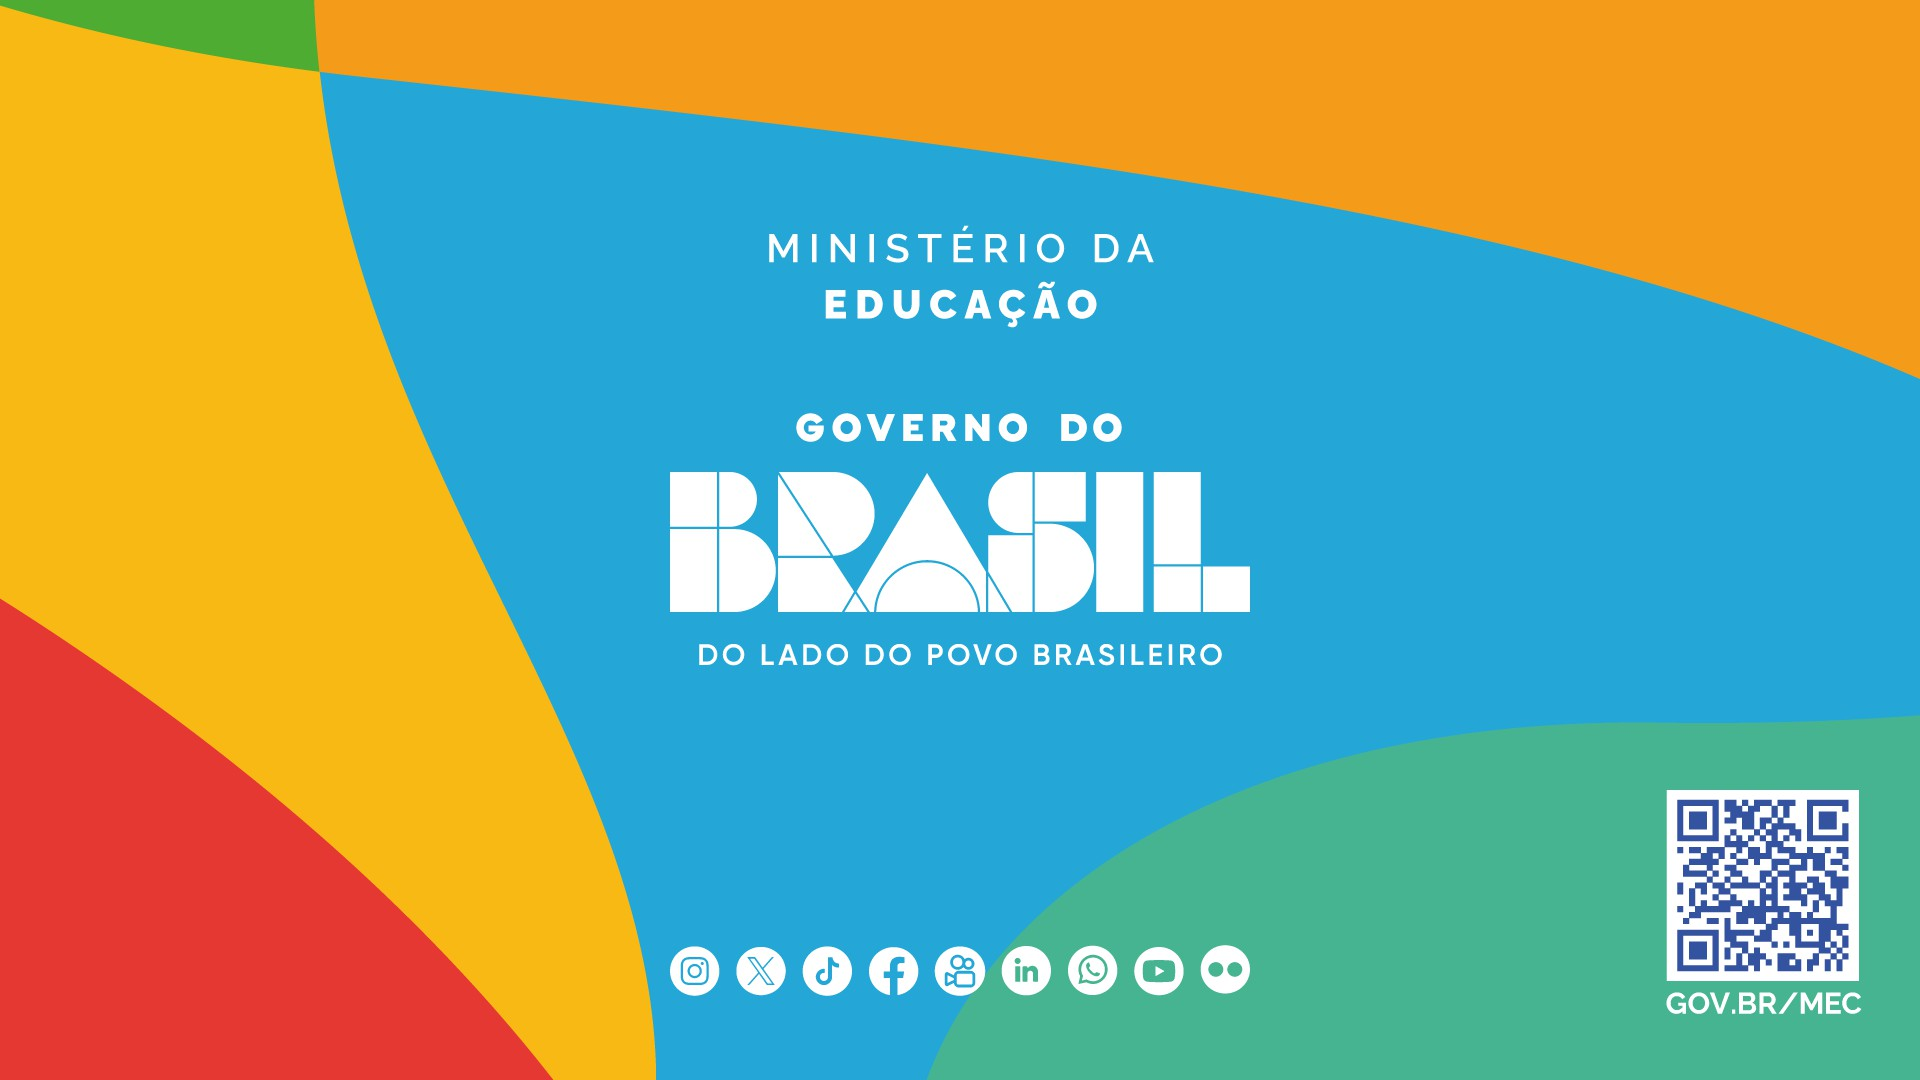 MINISTÉRIO DA
EDUCAÇÃO
GOVERNO DO
BRASIL
DO LADO DO POVO BRASILEIRO
GOV.BR/MEC